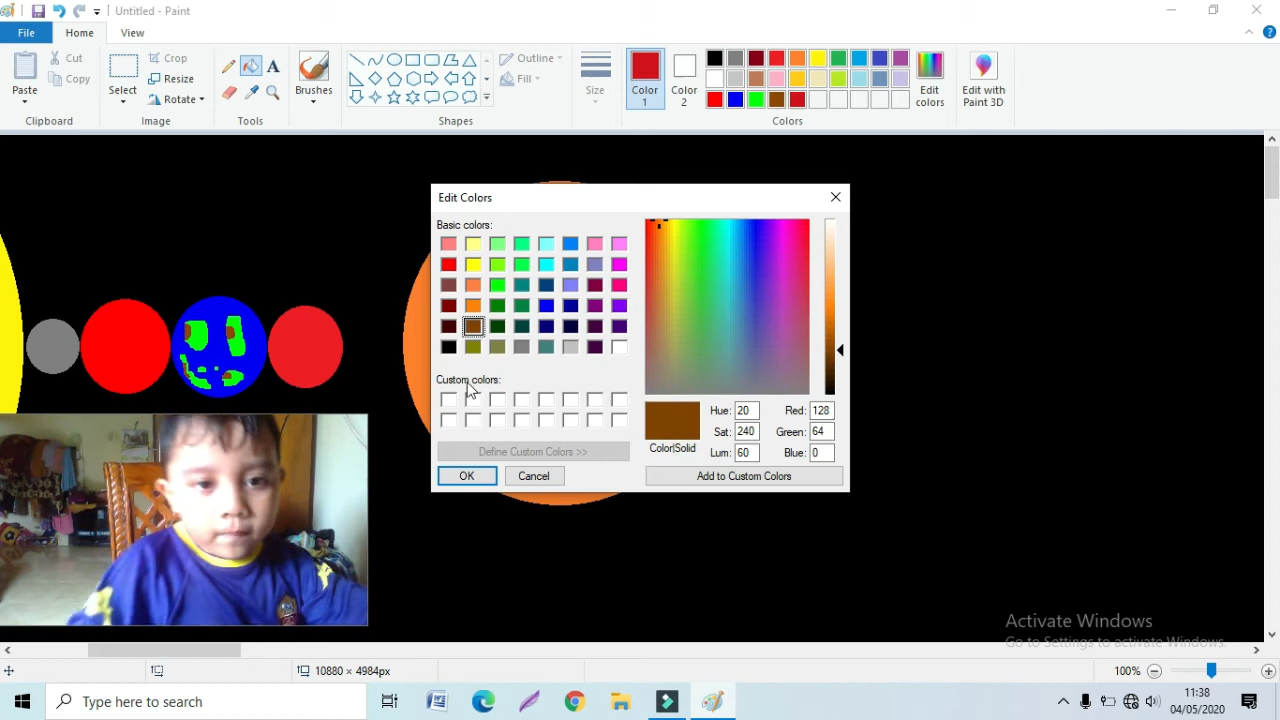 Untitled - Paint
File
Home
View
Paste
Cut
Copy
Clipboard
Select
Crop
Resize
Rotate
Image
Tools
Brushes
Outline
Fill
Shapes
Size
Color 1
Color 2
Edit colors
Colors
Edit with Paint 3D
Edit Colors
Basic colors:
Custom colors:
Define Custom Colors >>
OK
Cancel
Color|Solid
Hue: 20
Sat: 240
Lum: 60
Red: 128
Green: 64
Blue: 0
Add to Custom Colors
Activate Windows
Go to Settings to activate Windows.
10880 × 4984px
100%
Type here to search
11:38
04/05/2020